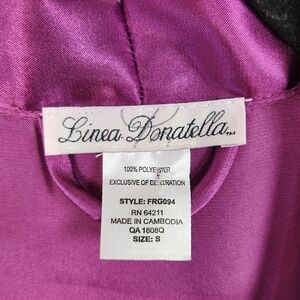 Linea Donatella...
100% POLYESTER
EXCLUSIVE OF DECORATION
STYLE: FRG094
RN 64211
MADE IN CAMBODIA
QA 1808Q
SIZE: S